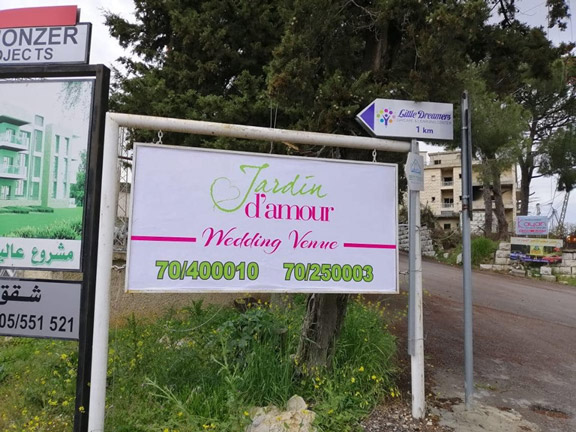 ONZER
OJECTS
مشروع
شقق
05/551 521
Little Dreamers
1 km
Jardin
d'amour
Wedding Venue
70/400010 70/250003